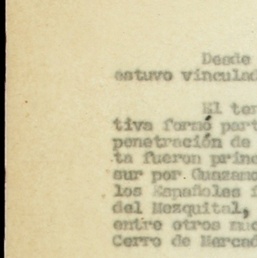 Desde
estuvo vinculad
El ter
tiva formó part
penetración de
ta fueron princ
sur por Guazamo
los Españoles f
del Mezquital,
entre otros muc
Cerro de Mercad